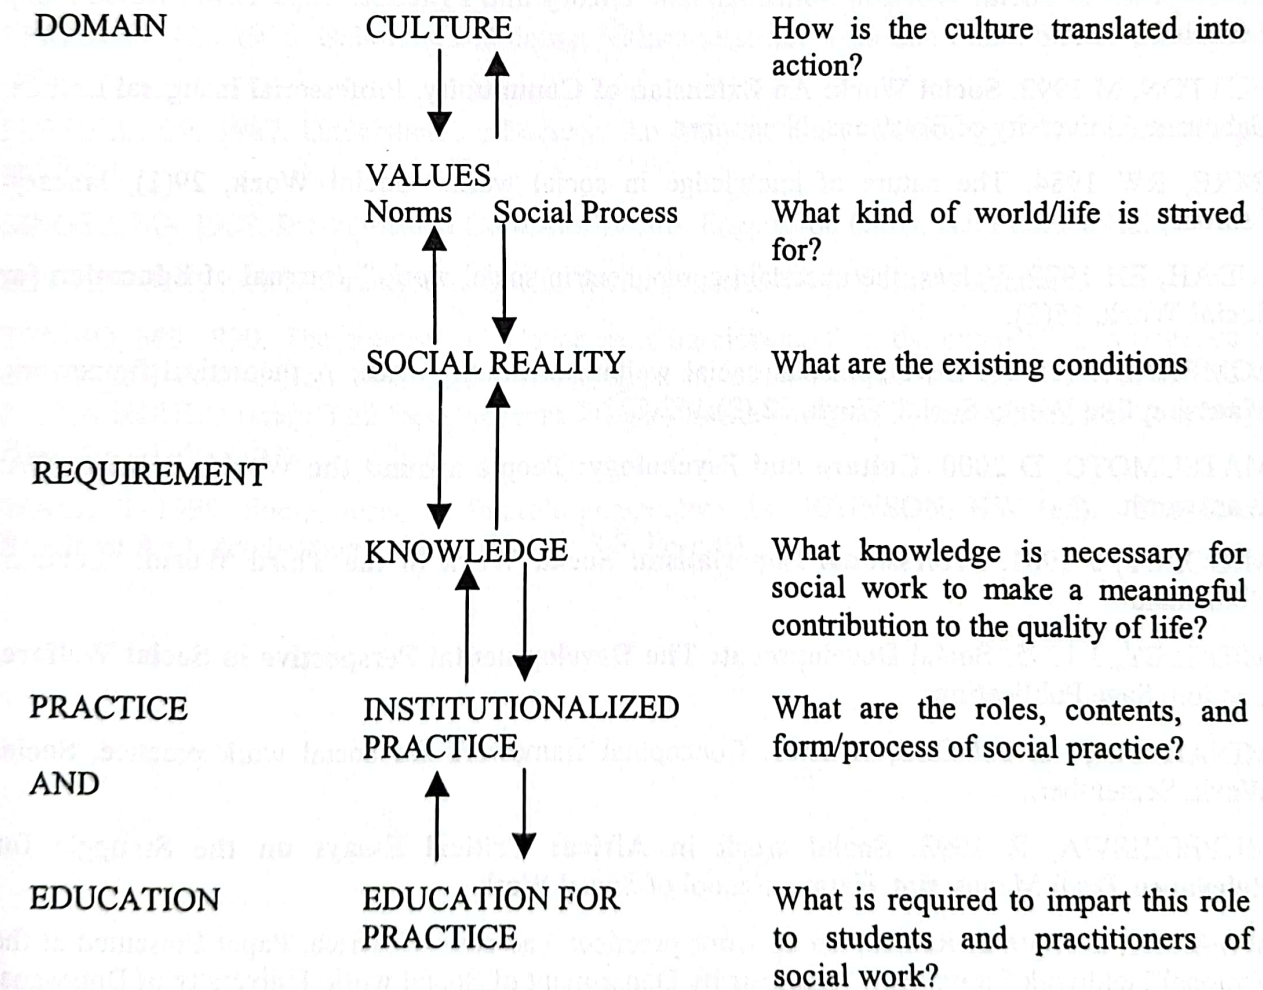 DOMAIN CULTURE How is the culture translated into
action?
VALUES
Norms Social Process What kind of world/life is strived
for?
SOCIAL REALITY What are the existing conditions
REQUIREMENT
KNOWLEDGE What knowledge is necessary for
social work to make a meaningful
contribution to the quality of life?
PRACTICE INSTITUTIONALIZED What are the roles, contents, and
PRACTICE form/process of social practice?
AND
EDUCATION EDUCATION FOR What is required to impart this role
PRACTICE to students and practitioners of
social work?